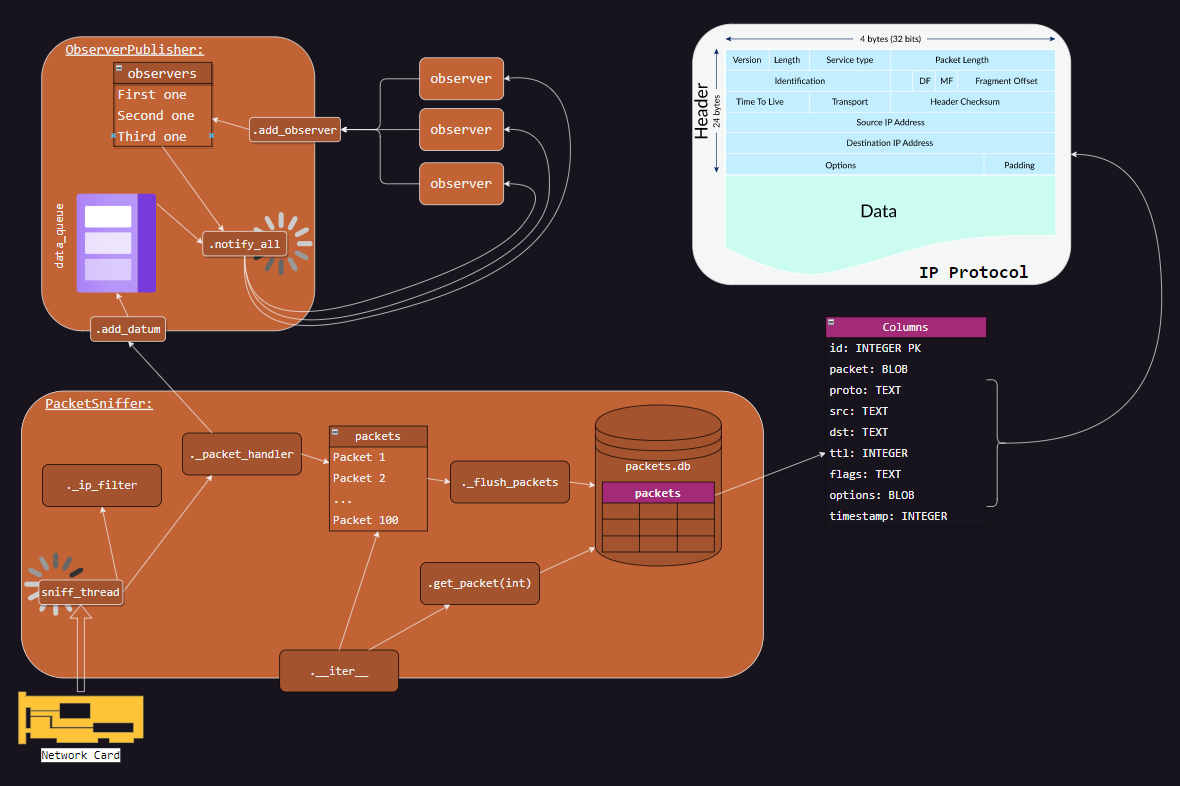 ObserverPublisher:
observers
First one
Second one
Third one
.add_observer
observer
observer
observer
data_queue
.notify_all
.add_datum
4 bytes (32 bits)
Header
24 bytes
Version Length Service type Packet Length
Identification DF MF Fragment Offset
Time To Live Transport Header Checksum
Source IP Address
Destination IP Address
Options Padding
Data
IP Protocol
Columns
id: INTEGER PK
packet: BLOB
proto: TEXT
src: TEXT
dst: TEXT
ttl: INTEGER
flags: TEXT
options: BLOB
timestamp: INTEGER
PacketSniffer:
._packet_handler
._ip_filter
sniff_thread
packets
Packet 1
Packet 2
...
Packet 100
._flush_packets
.get_packet(int)
packets.db
packets
.__iter__
Network Card